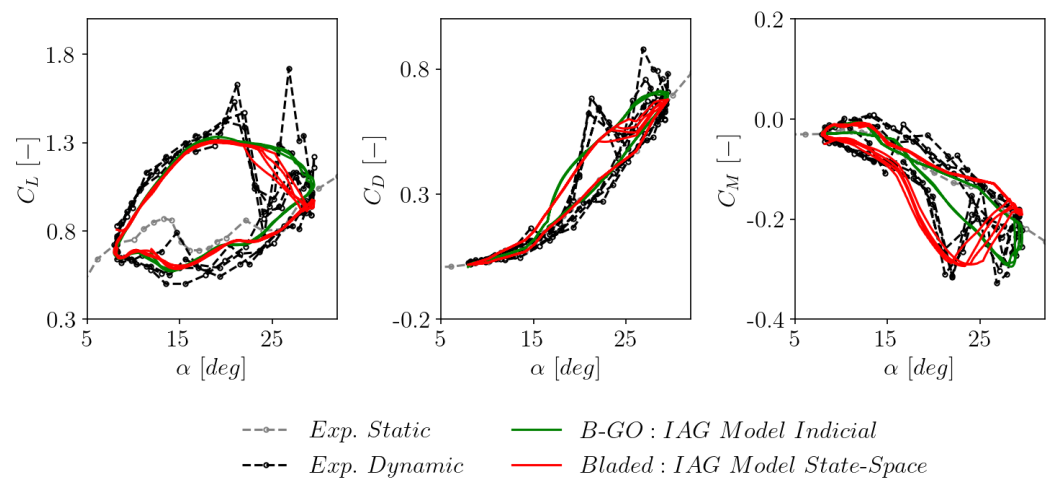 1.8
1.3
0.8
0.3
C_L [−]
5
15
25
α [deg]
0.8
0.3
-0.2
C_D [−]
5
15
25
α [deg]
0.2
0.0
-0.2
-0.4
C_M [−]
5
15
25
α [deg]
Exp. Static
Exp. Dynamic
B-GO : IAG Model Indicial
Bladed : IAG Model State-Space